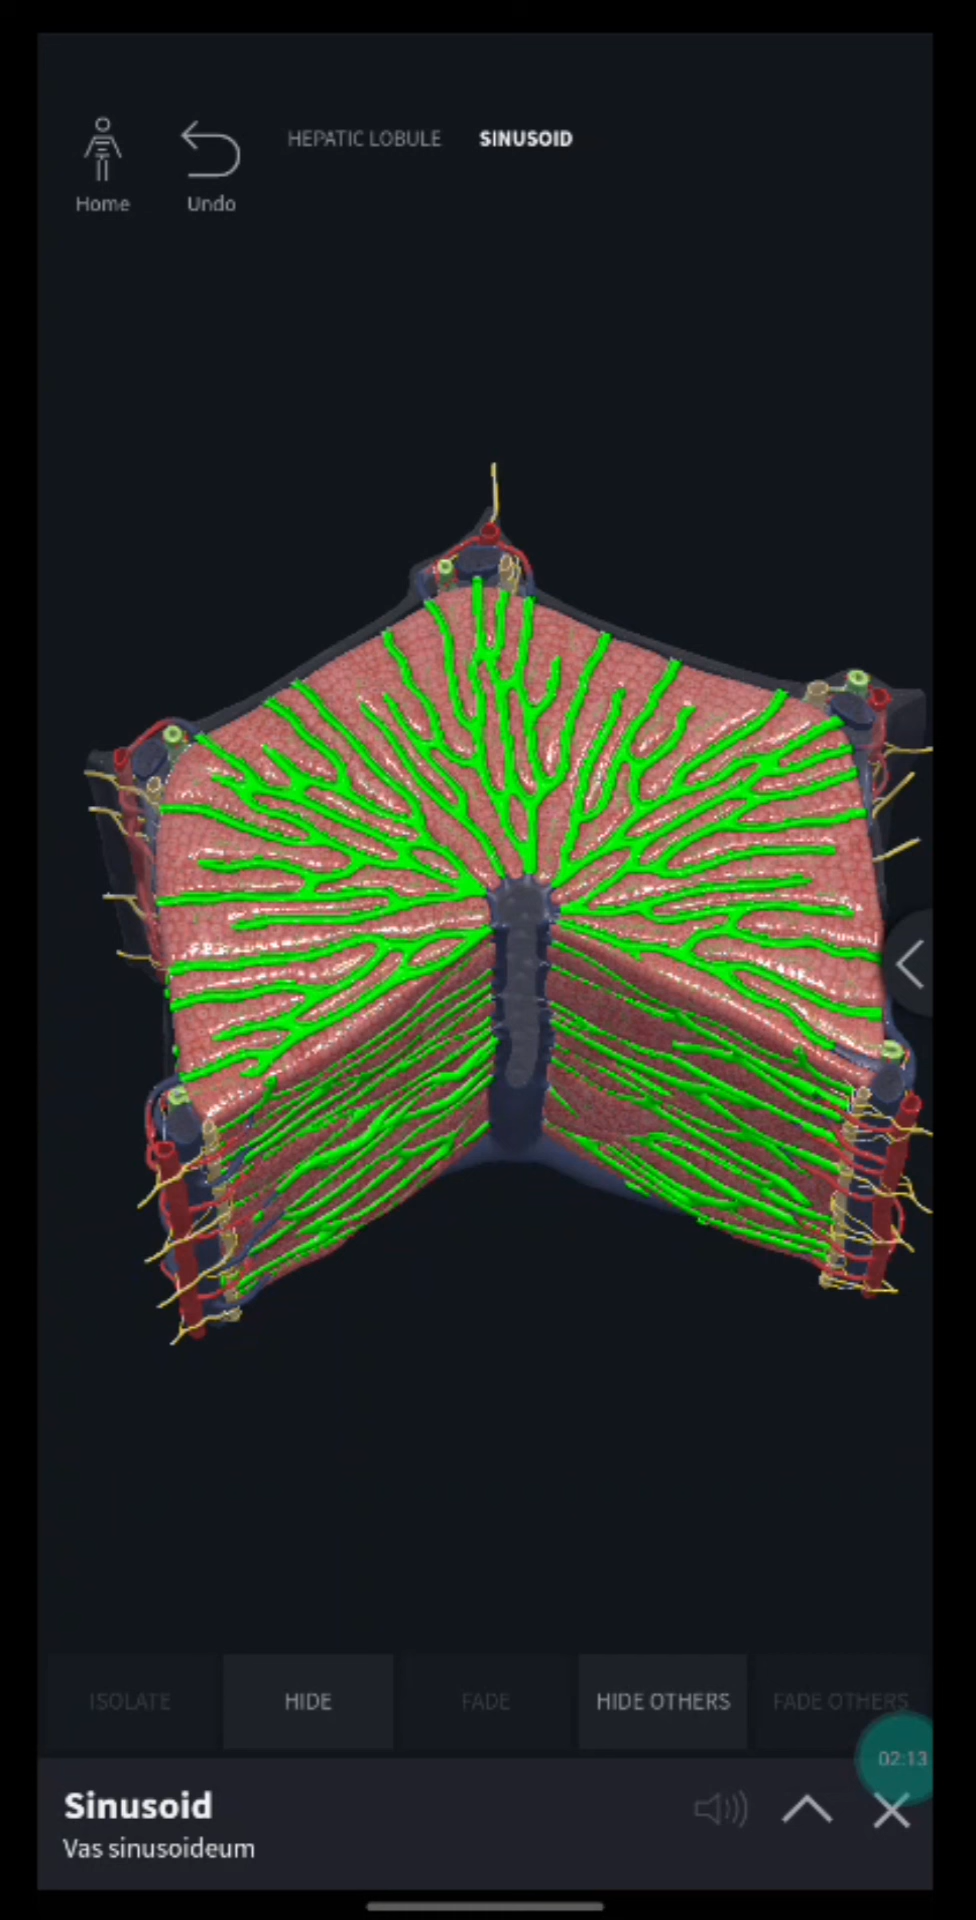 HEPATIC LOBULE SINUSOID
Home Undo
ISOLATE HIDE FADE HIDE OTHERS FADE OTHERS
02:13
Sinusoid
Vas sinusoideum